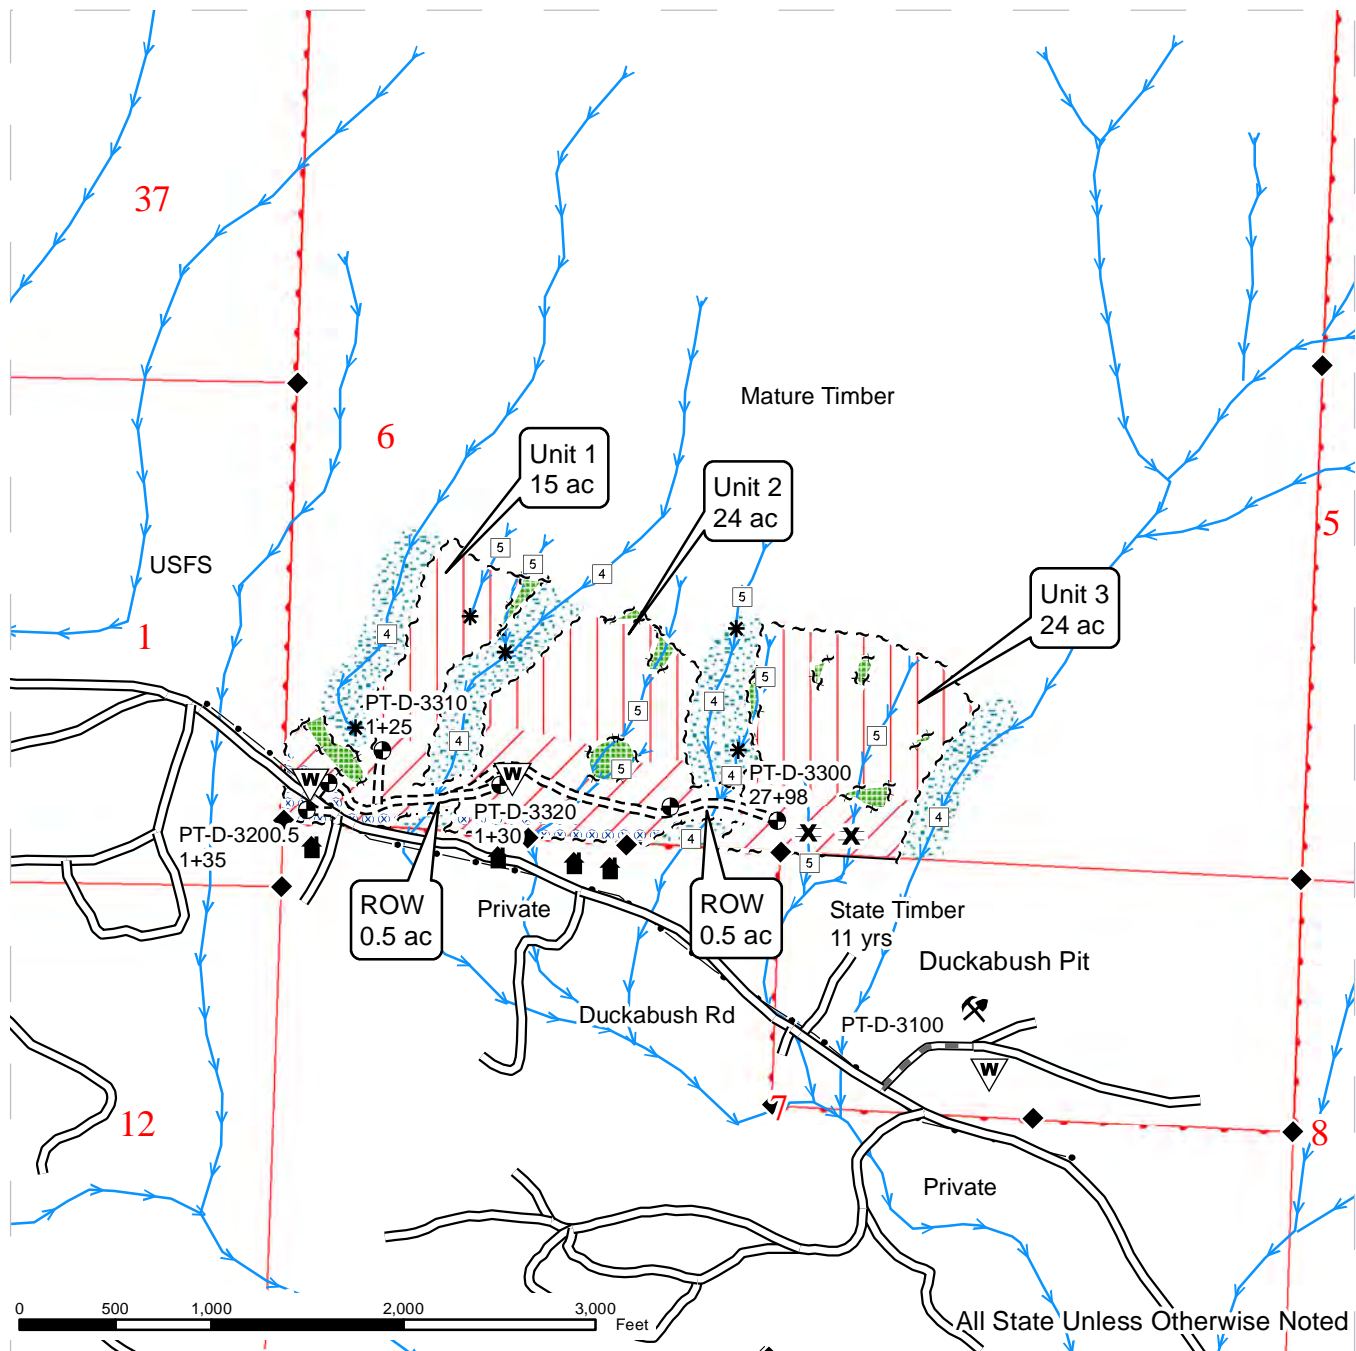 37
6
Mature Timber
Unit 1
15 ac
Unit 2
24 ac
5
5
USFS
5
4
5
Unit 3
24 ac
1
4
5
PT-D-3310
1+25
4
5
5
4
5
W
W
5
4
PT-D-3300
27+98
PT-D-3320
1+30
4
PT-D-3200.5
1+35
4
5
ROW
0.5 ac
Private
ROW
0.5 ac
State Timber
11 yrs
Duckabush Pit
Duckabush Rd
PT-D-3100
W
12
7
8
Private
0
500
1,000
2,000
3,000
Feet
All State Unless Otherwise Noted